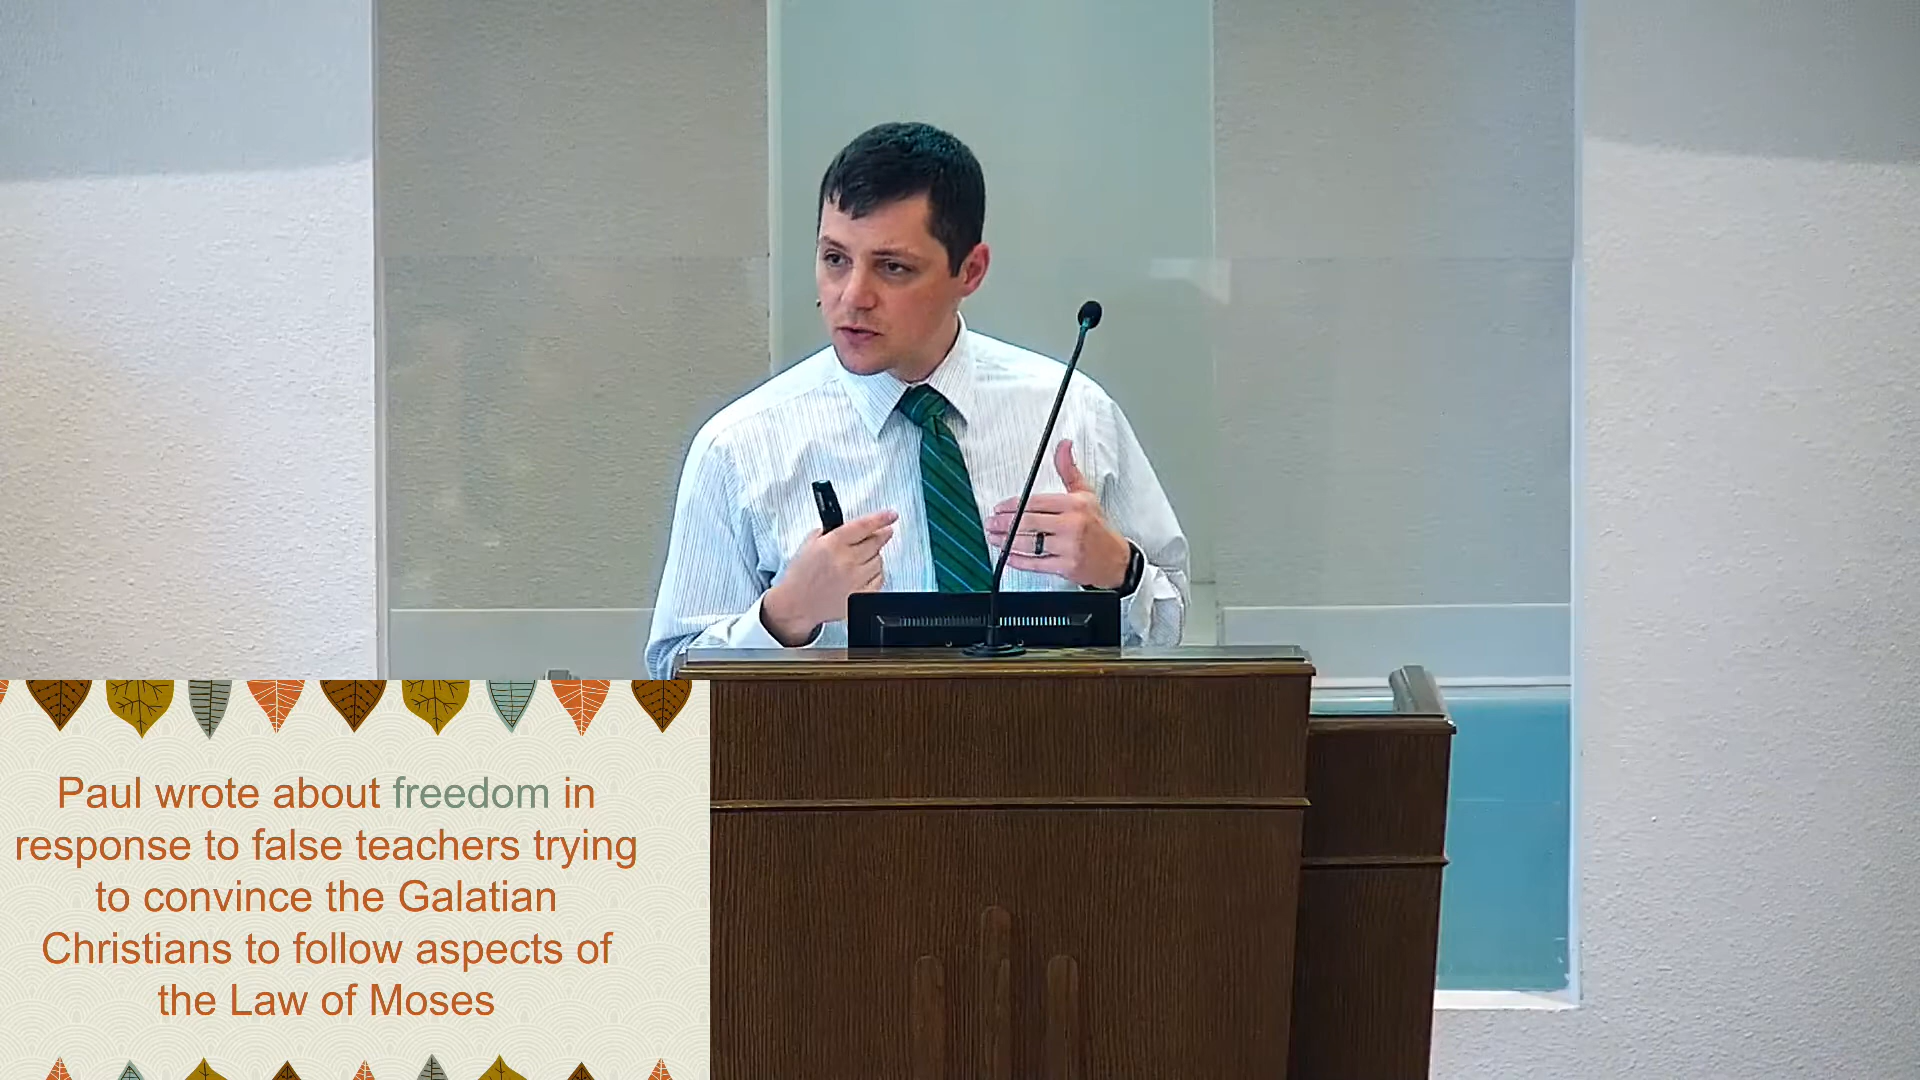 Paul wrote about freedom in
response to false teachers trying
to convince the Galatian
Christians to follow aspects of
the Law of Moses